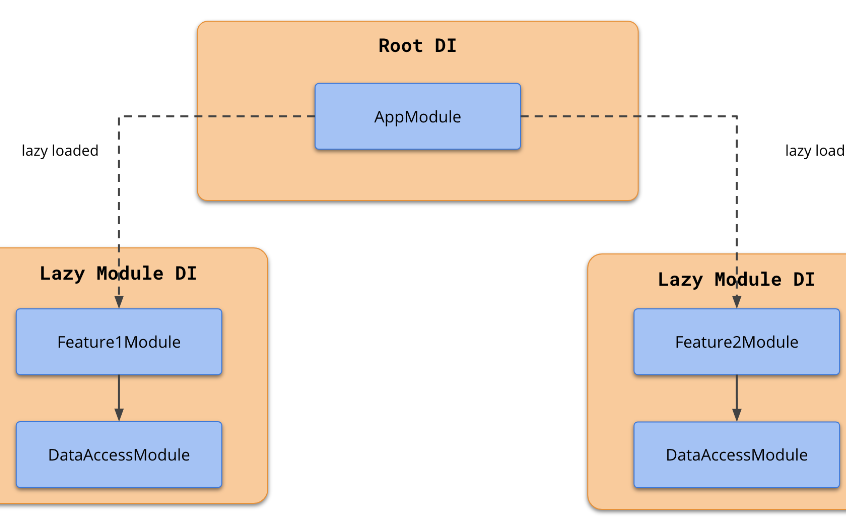 Root DI
AppModule
lazy loaded
lazy load
Lazy Module DI
Lazy Module DI
Feature1Module
Feature2Module
DataAccessModule
DataAccessModule